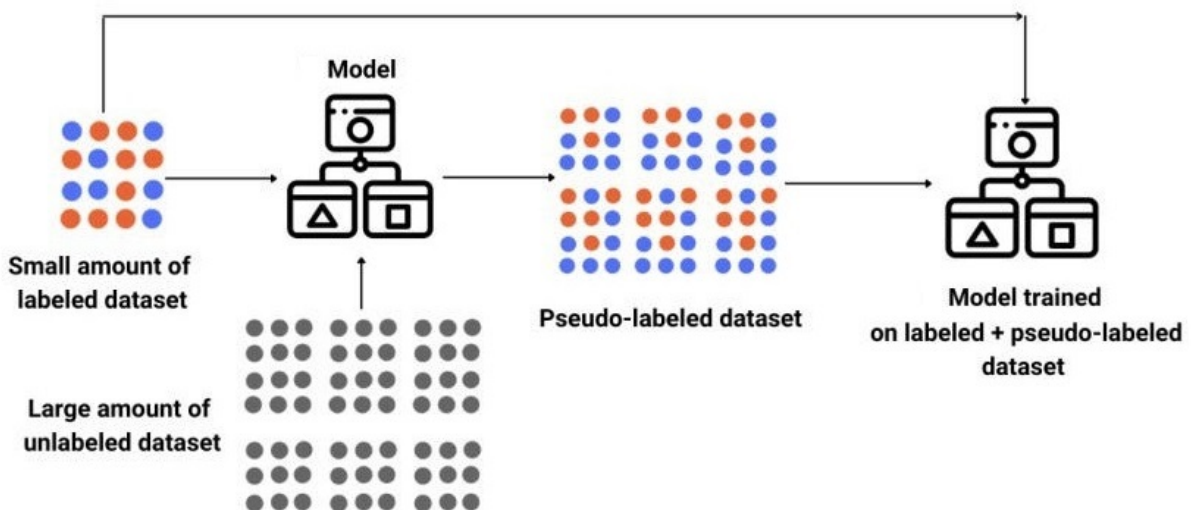 Model
Small amount of
labeled dataset
Pseudo-labeled dataset
Model trained
on labeled + pseudo-labeled
dataset
Large amount of
unlabeled dataset